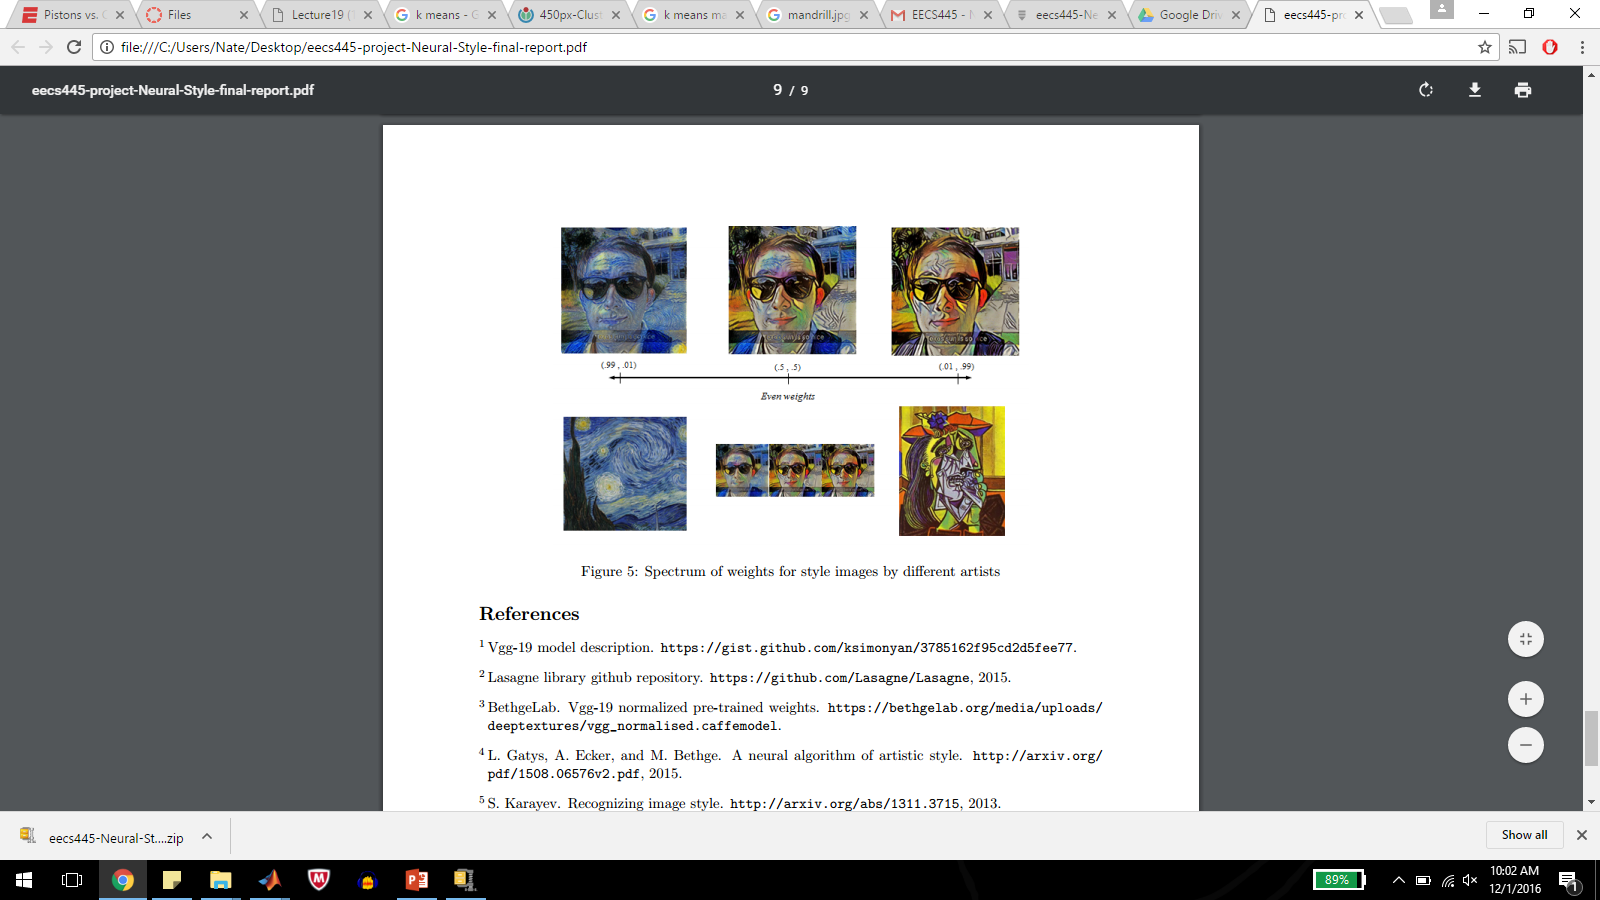 Pistons vs. C
Files
Lecture19 (1
k means - G
450px-Clust
k means ma
mandrill.jpg
EECS445 - N
eecs445-Ne
Google Driv
eecs445-pro
file:///C:/Users/Nate/Desktop/eecs445-project-Neural-Style-final-report.pdf
eecs445-project-Neural-Style-final-report.pdf
9 / 9
(.99 , .01)
(.5 , .5)
(.01 , .99)
Even weights
Figure 5: Spectrum of weights for style images by different artists
References
1 Vgg-19 model description. https://gist.github.com/ksimonyan/3785162f95cd2d5fee77.
2 Lasagne library github repository. https://github.com/Lasagne/Lasagne, 2015.
3 BethgeLab. Vgg-19 normalized pre-trained weights. https://bethgelab.org/media/uploads/
deeptextures/vgg_normalised.caffemodel.
4 L. Gatys, A. Ecker, and M. Bethge. A neural algorithm of artistic style. http://arxiv.org/
pdf/1508.06576v2.pdf, 2015.
5 S. Karayev. Recognizing image style. http://arxiv.org/abs/1311.3715, 2013.
eecs445-Neural-St....zip
Show all
89%
10:02 AM
12/1/2016
1